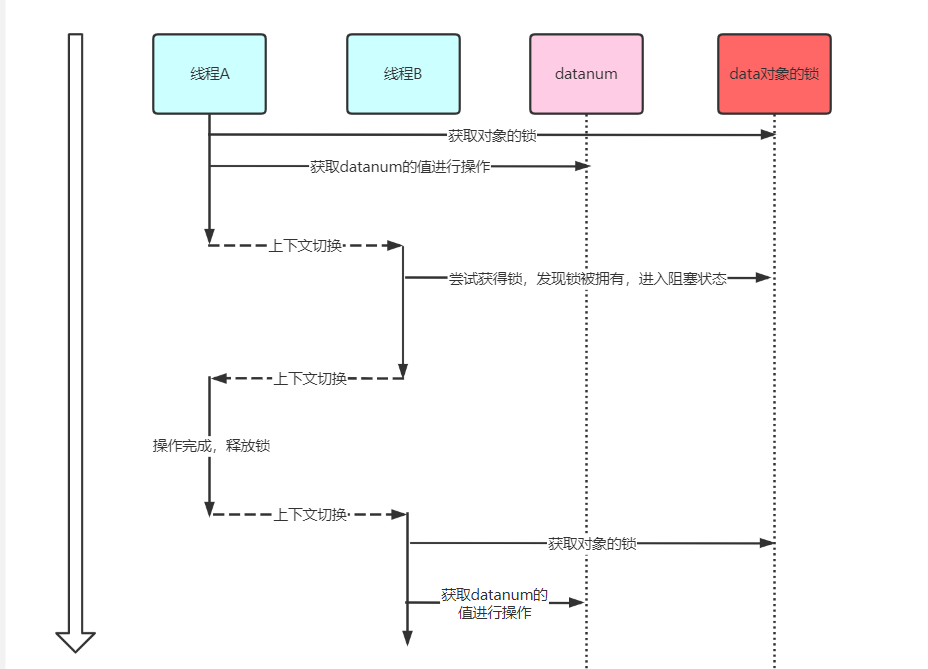 线程A
线程B
datanum
data对象的锁
获取对象的锁
获取datanum的值进行操作
上下文切换
尝试获得锁，发现锁被拥有，进入阻塞状态
上下文切换
操作完成，释放锁
上下文切换
获取对象的锁
获取datanum的
值进行操作